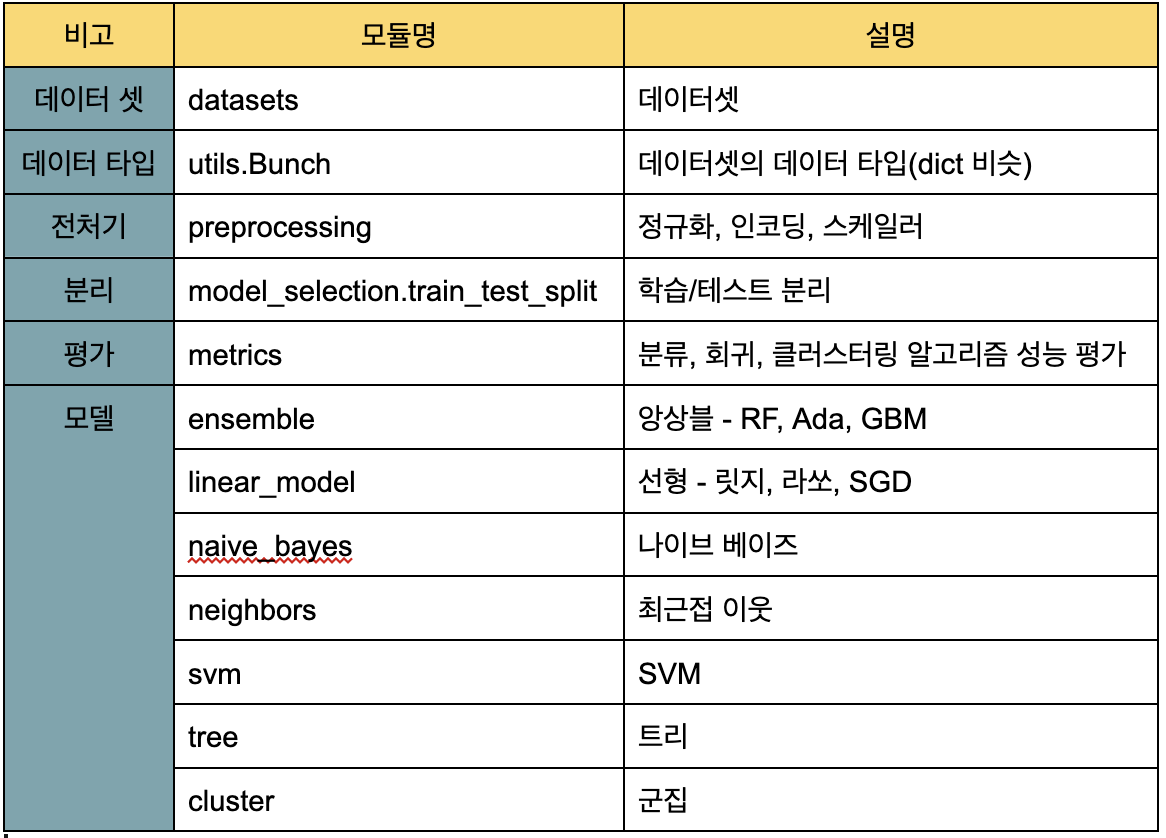 비고 모듈명 설명
데이터 셋 datasets 데이터셋
데이터 타입 utils.Bunch 데이터셋의 데이터 타입(dict 비슷)
전처기 preprocessing 정규화, 인코딩, 스케일러
분리 model_selection.train_test_split 학습/테스트 분리
평가 metrics 분류, 회귀, 클러스터링 알고리즘 성능 평가
모델 ensemble 앙상블 - RF, Ada, GBM
linear_model 선형 - 릿지, 라쏘, SGD
naive_bayes 나이브 베이즈
neighbors 최근접 이웃
svm SVM
tree 트리
cluster 군집